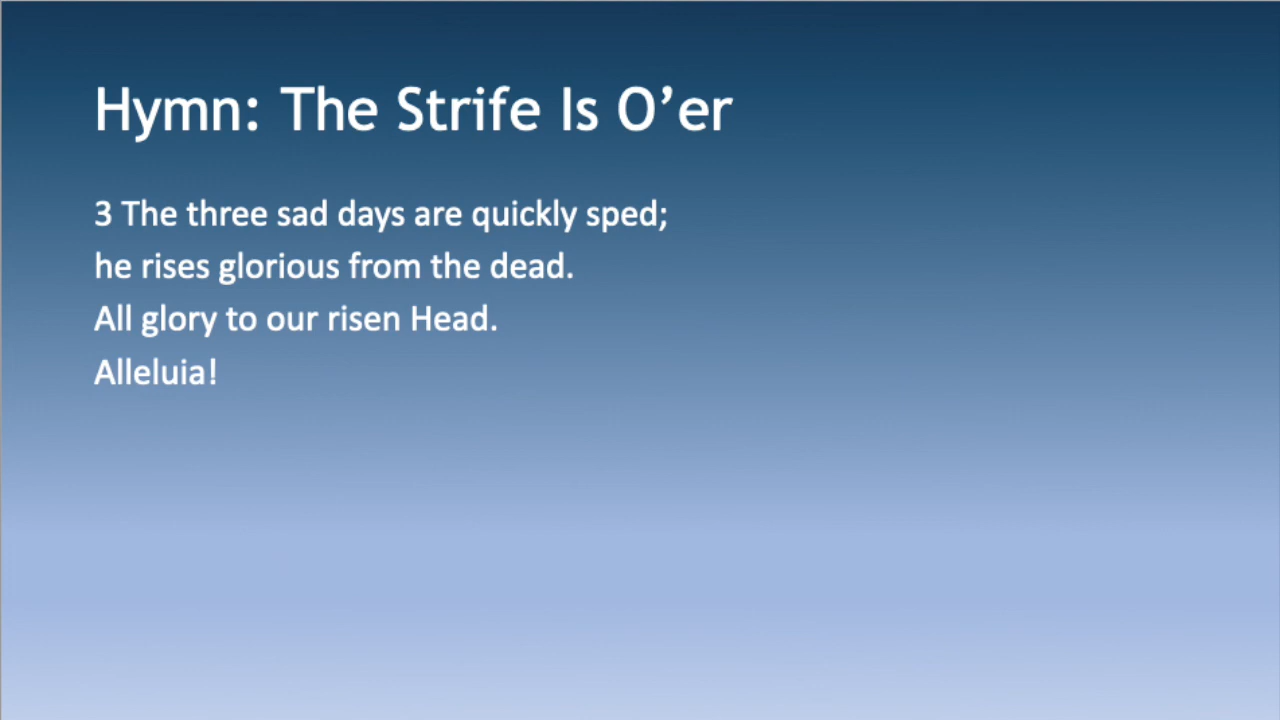 Hymn: The Strife Is O’er
3 The three sad days are quickly sped;
he rises glorious from the dead.
All glory to our risen Head.
Alleluia!